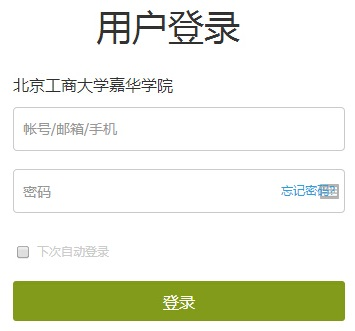 用户登录
北京工商大学嘉华学院
帐号/邮箱/手机
密码 忘记密码?
下次自动登录
登录